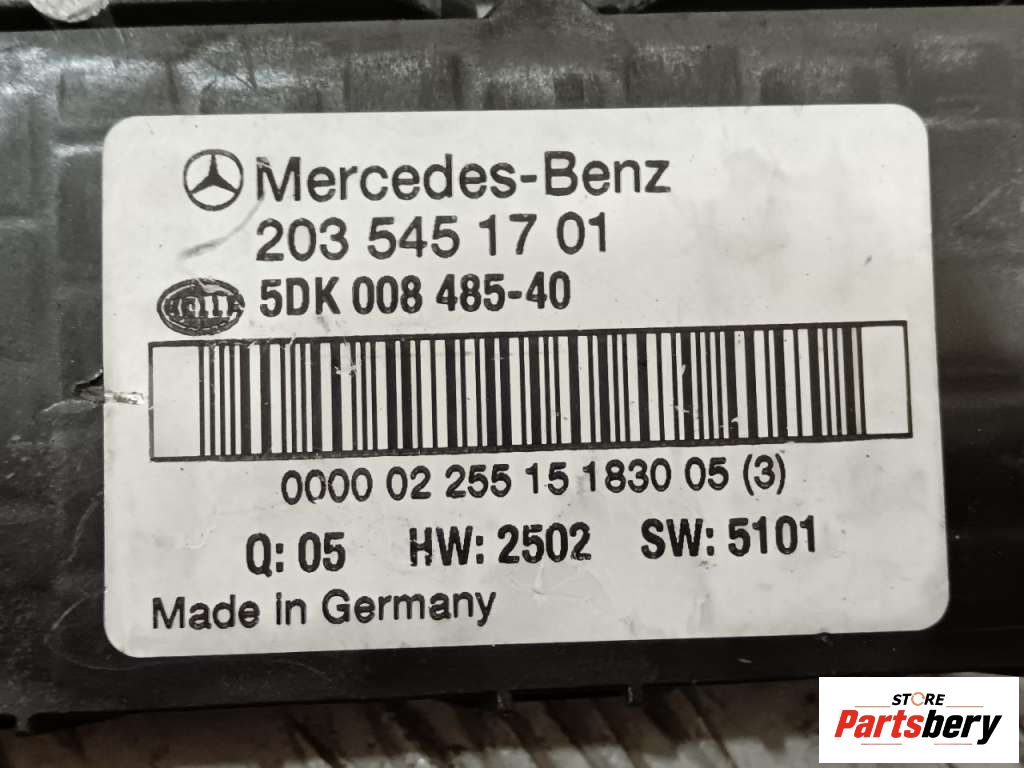 Mercedes-Benz
203 545 17 01
HELLA 5DK 008 485-40
0000 02 255 15 1830 05 (3)
Q: 05 HW: 2502 SW: 5101
Made in Germany
STORE
Partsbery